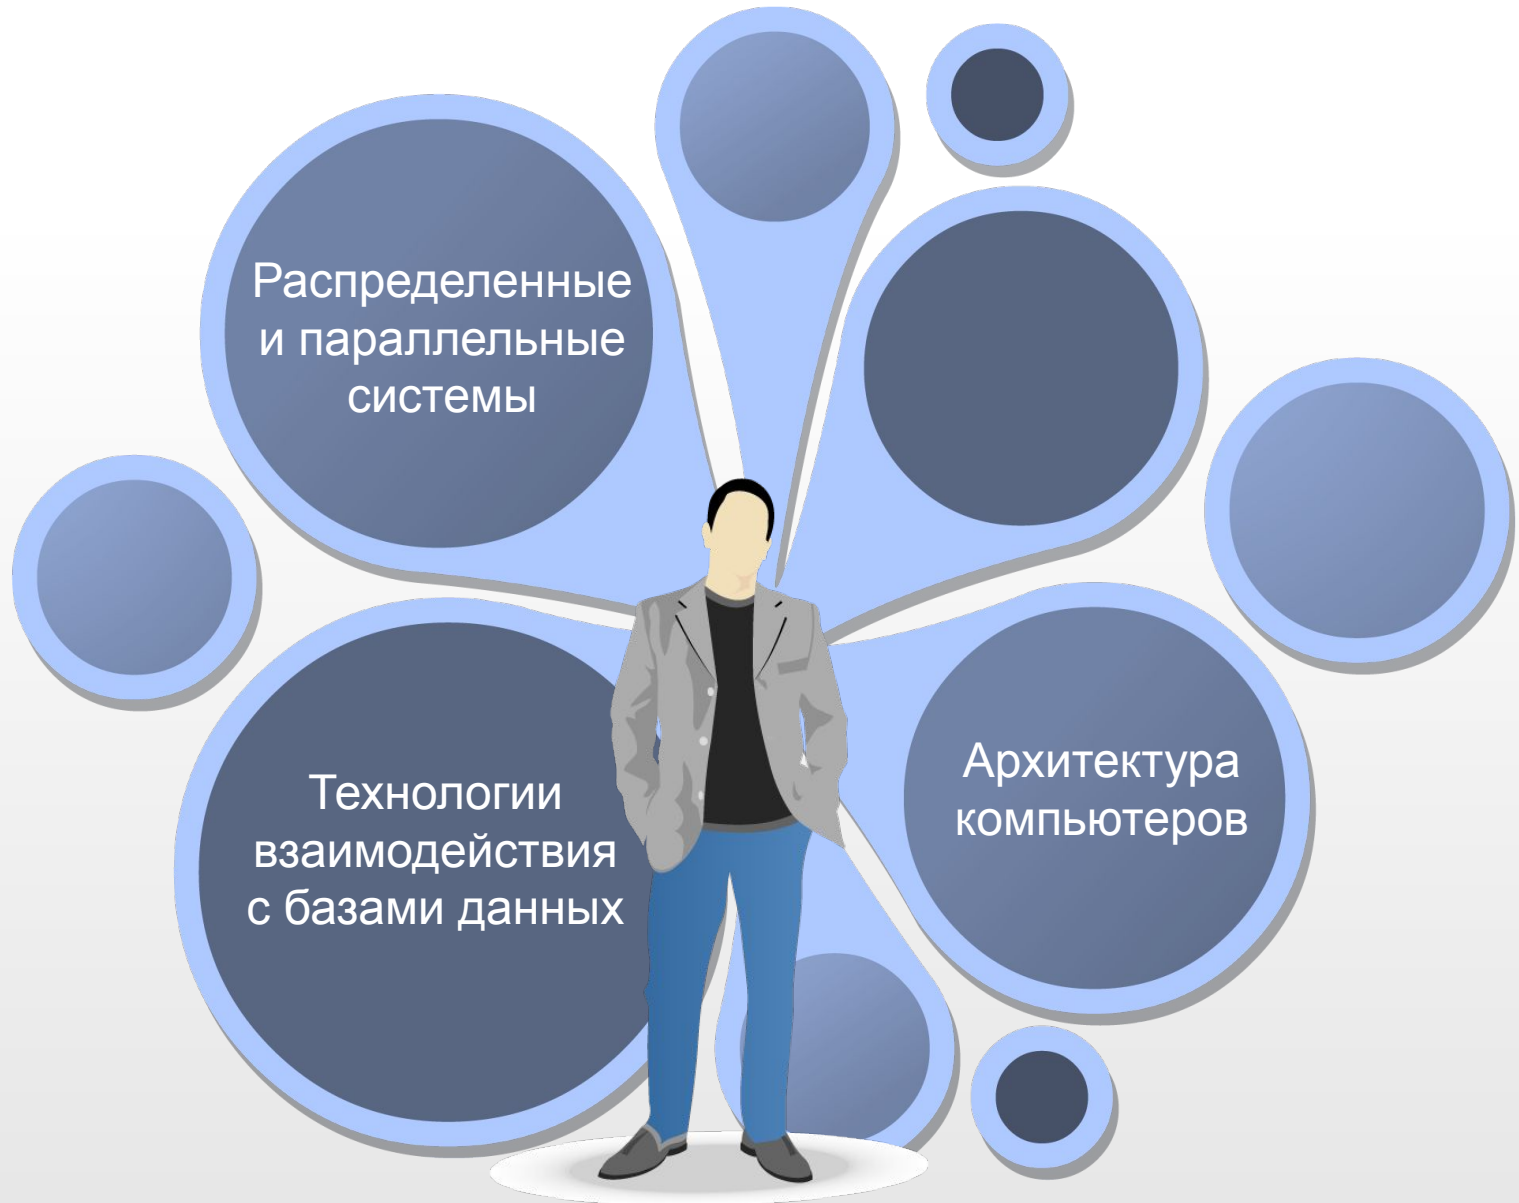 Распределенные
и параллельные
системы
Технологии
взаимодействия
с базами данных
Архитектура
компьютеров